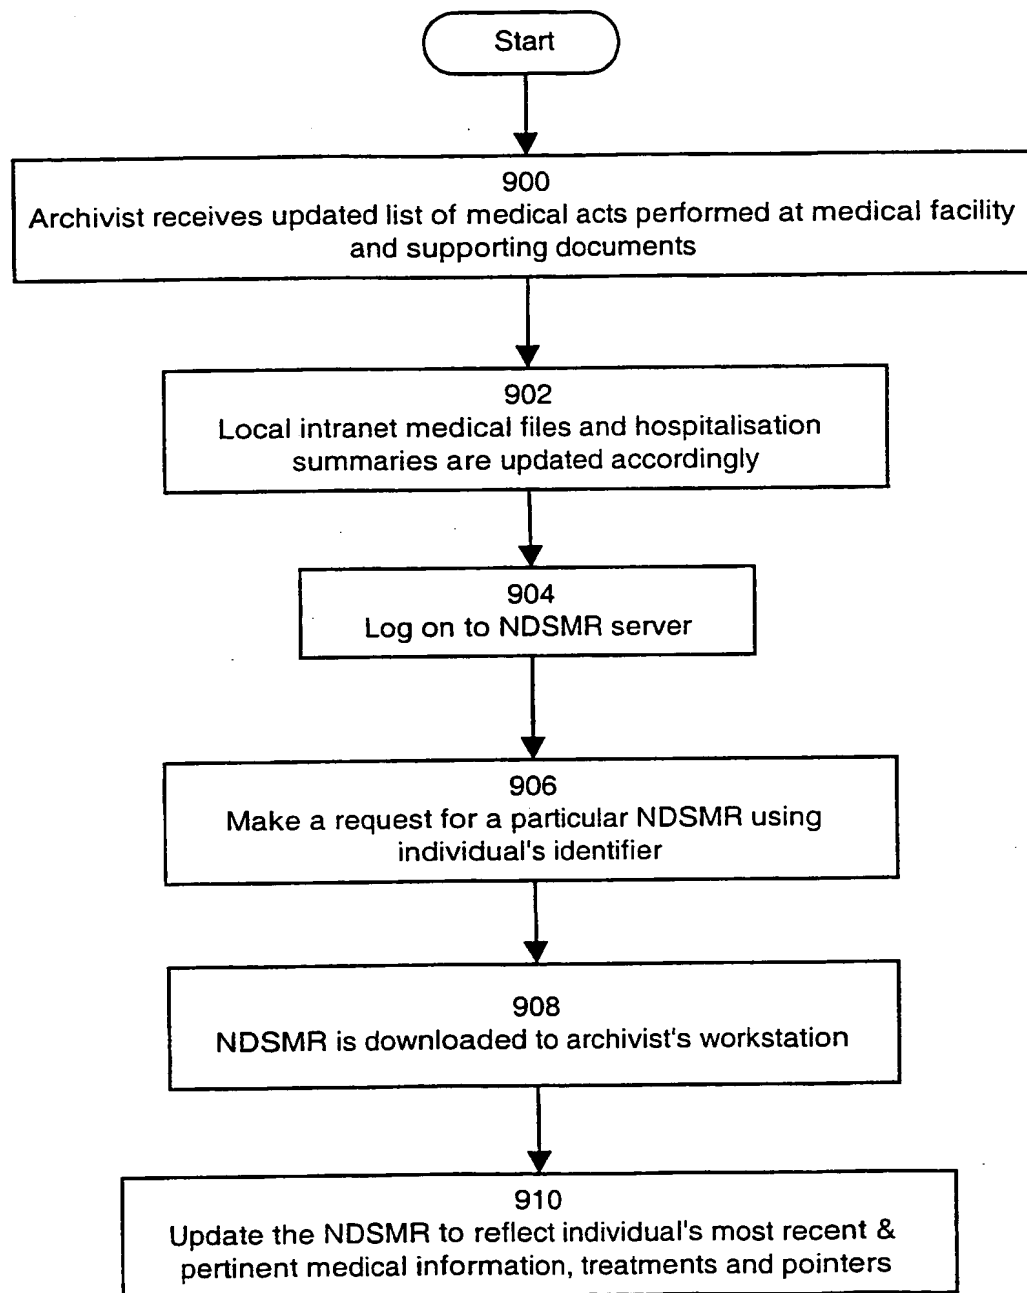 Start
900
Archivist receives updated list of medical acts performed at medical facility
and supporting documents
902
Local intranet medical files and hospitalisation
summaries are updated accordingly
904
Log on to NDSMR server
906
Make a request for a particular NDSMR using
individual's identifier
908
NDSMR is downloaded to archivist's workstation
910
Update the NDSMR to reflect individual's most recent &
pertinent medical information, treatments and pointers